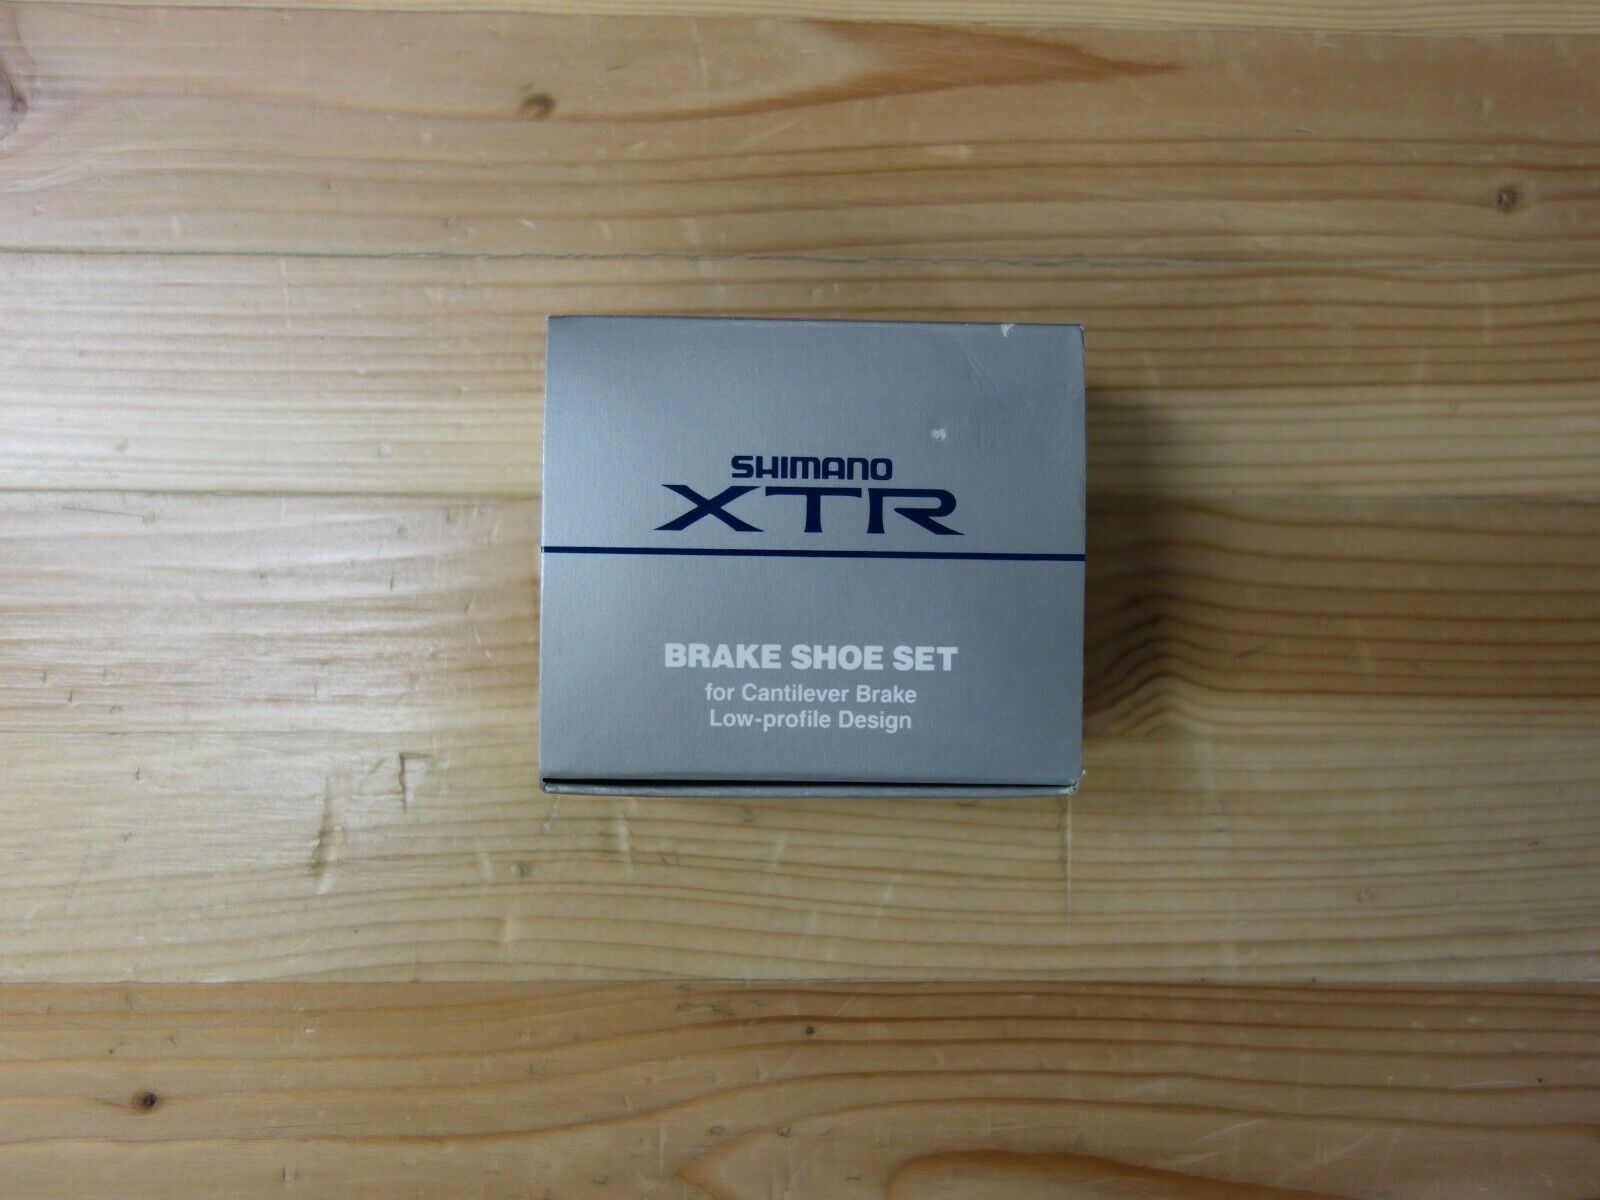 SHIMANO
XTR
BRAKE SHOE SET
for Cantilever Brake
Low-profile Design